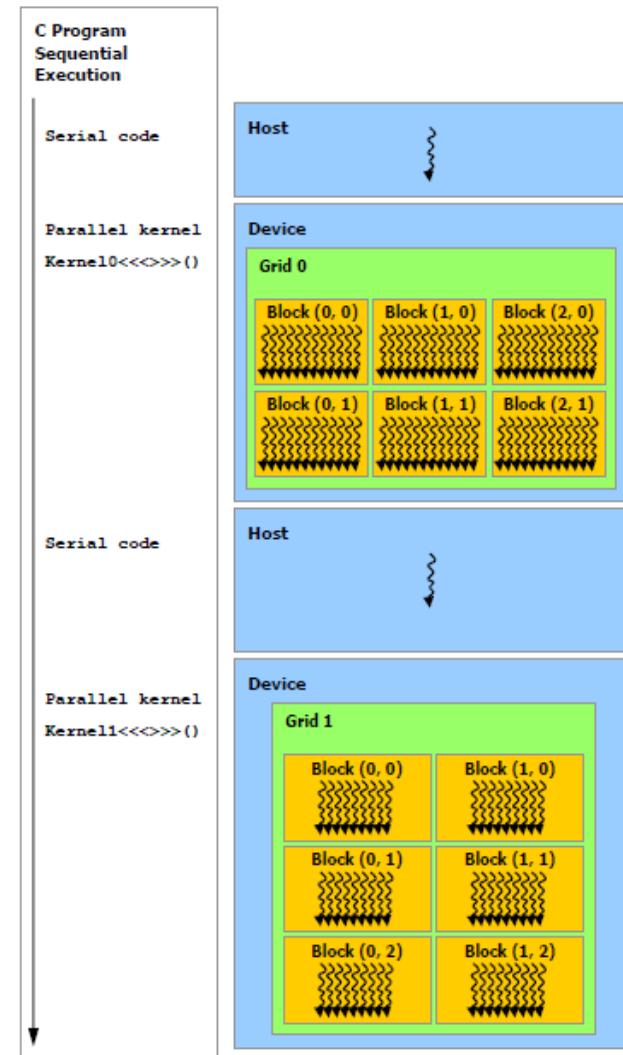 C Program
Sequential
Execution
Serial code
Host
Parallel kernel
Kernel0<<<>>>()
Device
Grid 0
Block (0, 0) Block (1, 0) Block (2, 0)
Block (0, 1) Block (1, 1) Block (2, 1)
Serial code
Host
Parallel kernel
Kernel1<<<>>>()
Device
Grid 1
Block (0, 0) Block (1, 0)
Block (0, 1) Block (1, 1)
Block (0, 2) Block (1, 2)